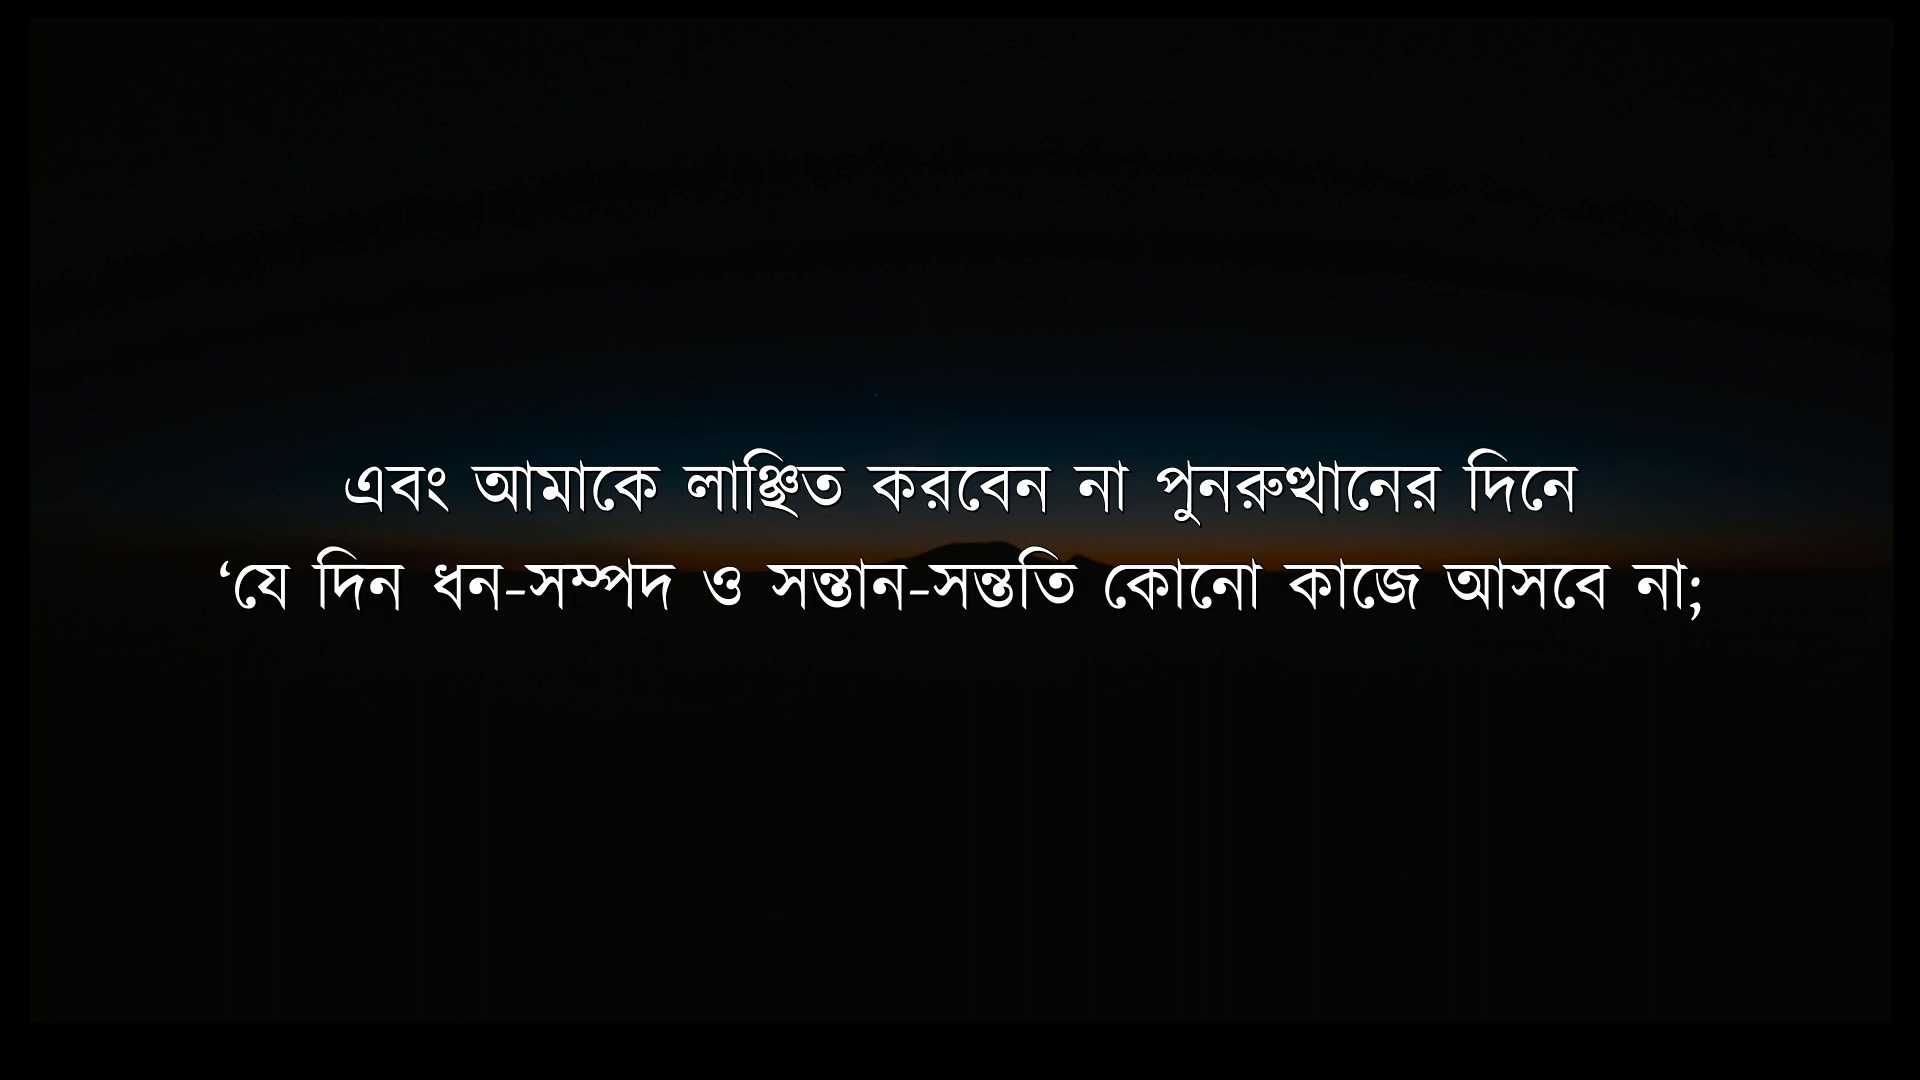 এবং আমাকে লাঞ্ছিত করবেন না পুনরুত্থানের দিনে
‘যে দিন ধন-সম্পদ ও সন্তান-সন্ততি কোনো কাজে আসবে না;